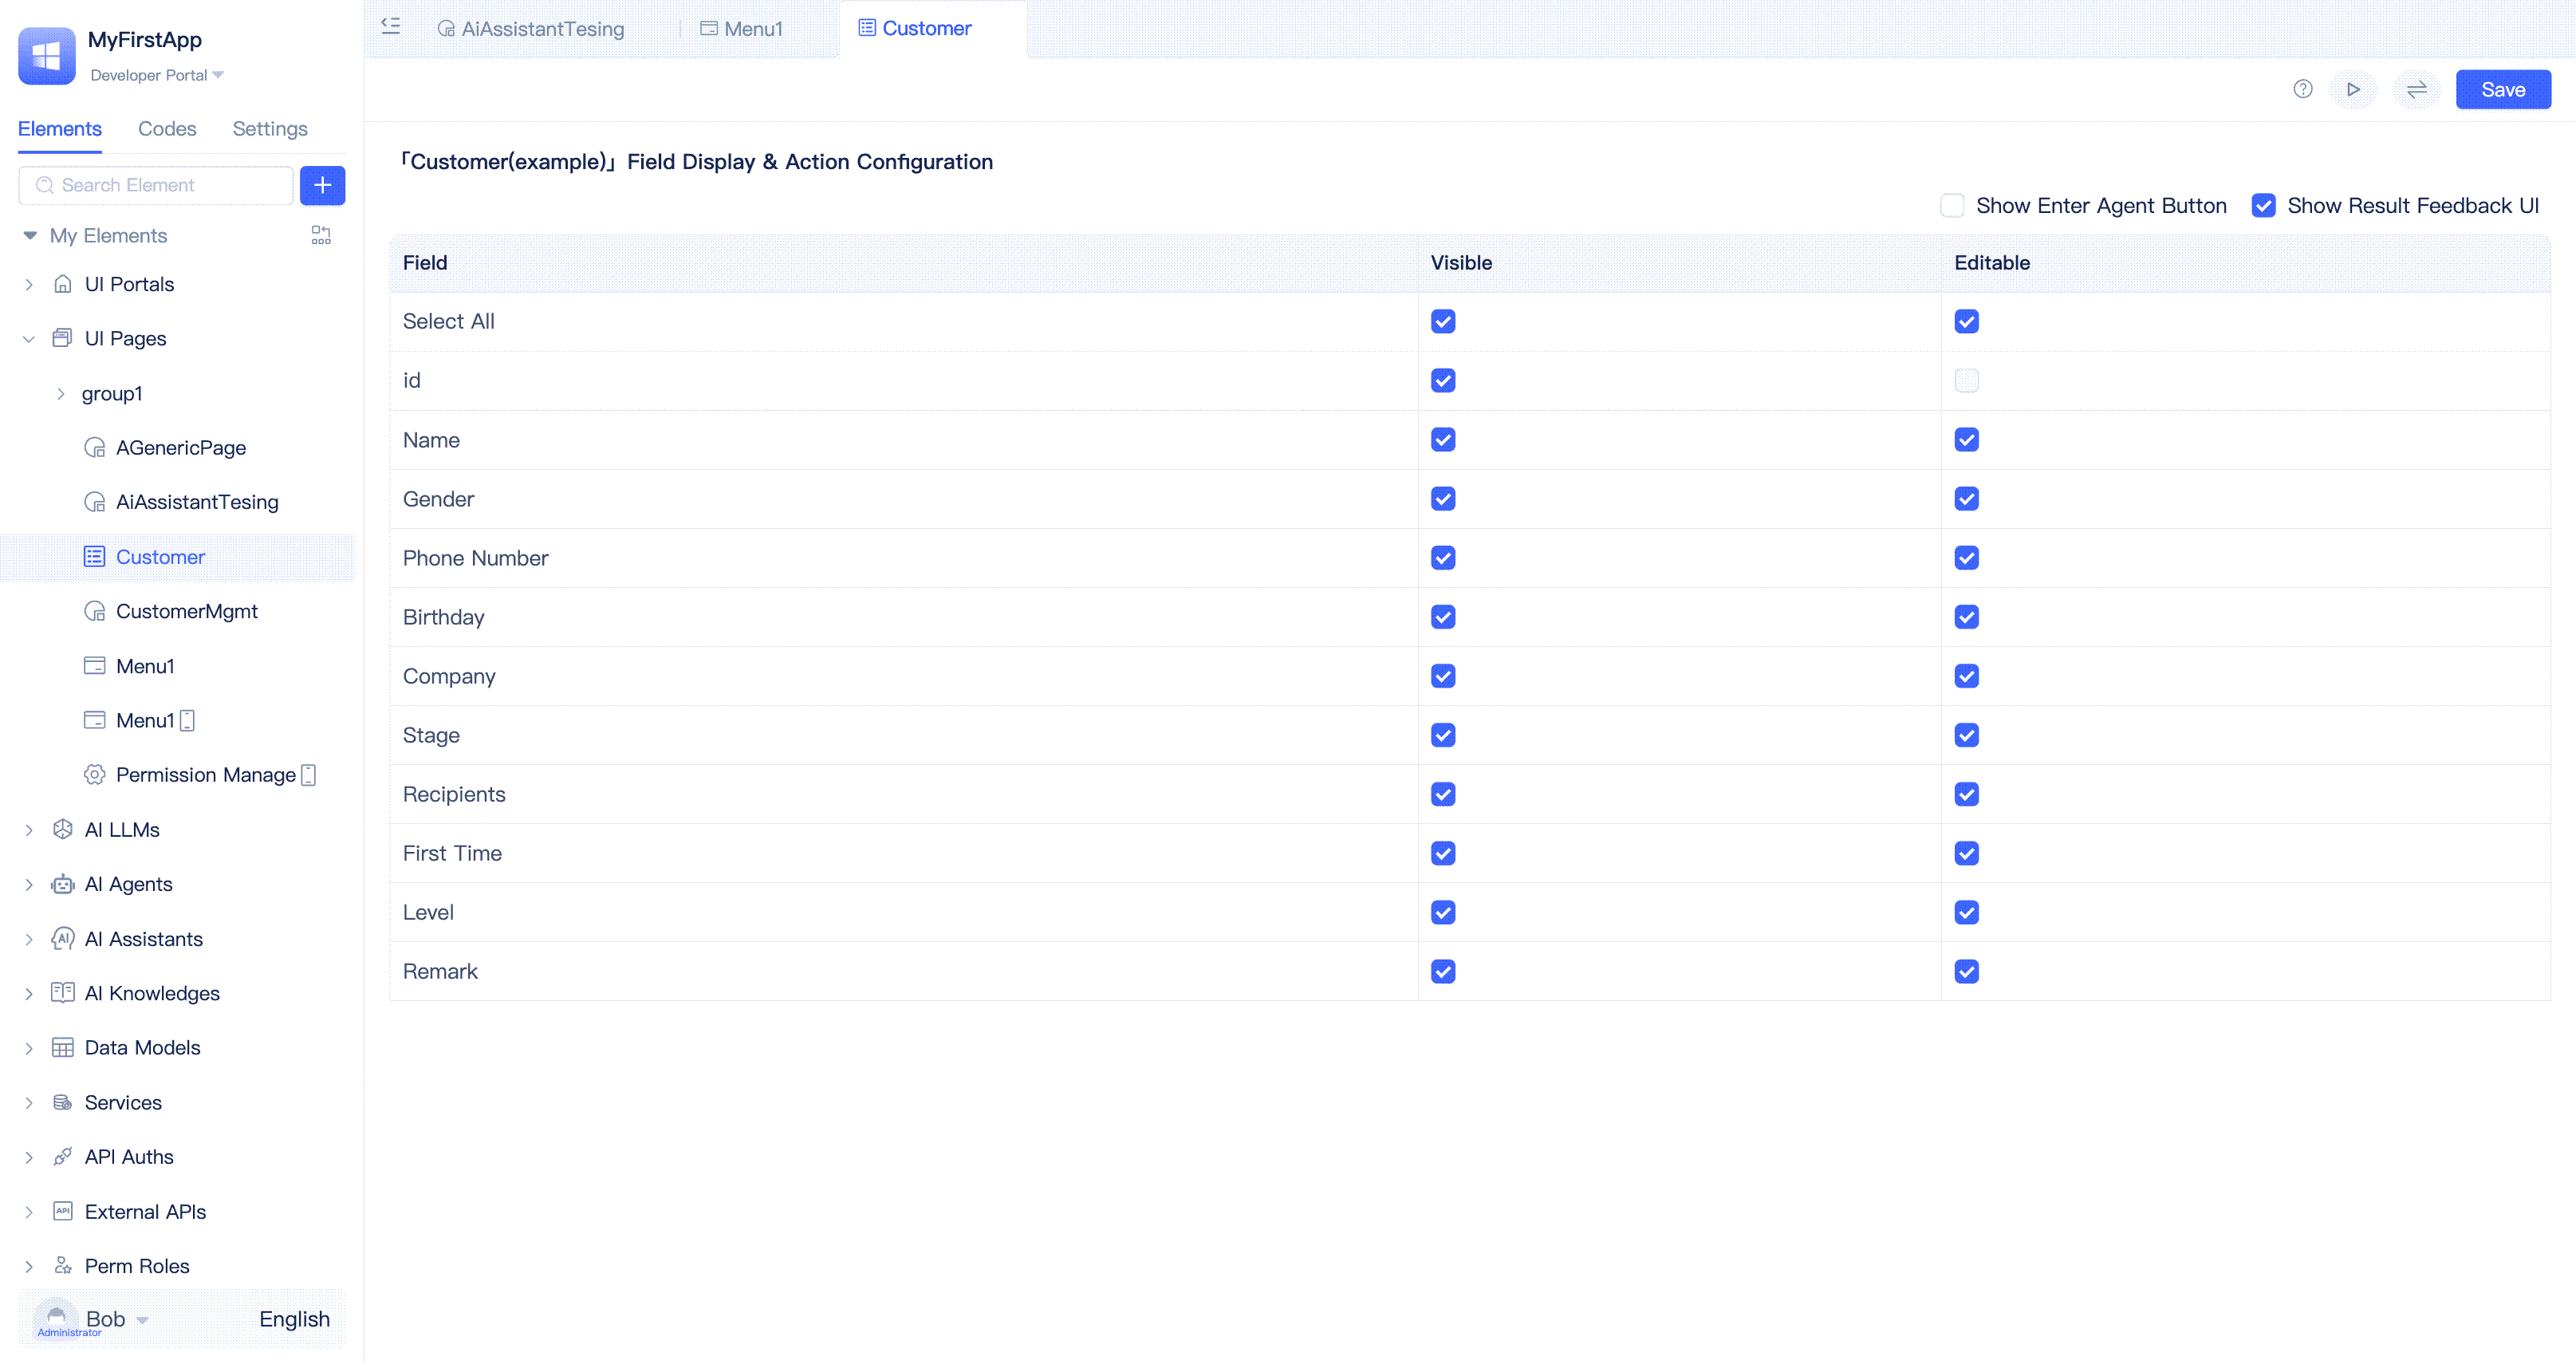 MyFirstApp
Developer Portal
Elements Codes Settings
Search Element
My Elements
UI Portals
UI Pages
group1
AGenericPage
AiAssistantTesing
Customer
CustomerMgmt
Menu1
Menu1
Permission Manage
AI LLMs
AI Agents
AI Assistants
AI Knowledges
Data Models
Services
API Auths
External APIs
Perm Roles
Bob
Administrator
English
AiAssistantTesing Menu1 Customer
Save
「Customer(example)」Field Display & Action Configuration
Show Enter Agent Button Show Result Feedback UI
Field Visible Editable
Select All
id
Name
Gender
Phone Number
Birthday
Company
Stage
Recipients
First Time
Level
Remark